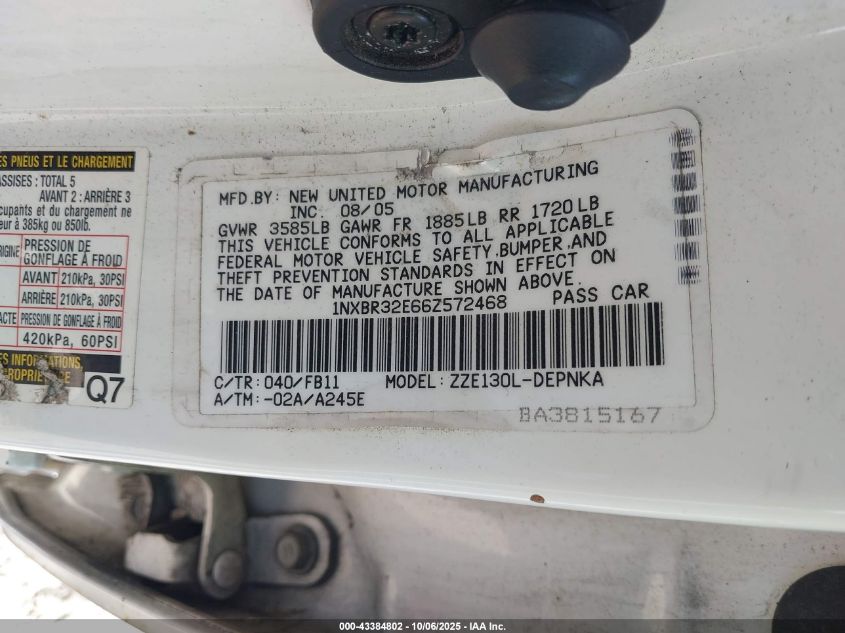 ES PNEUS ET LE CHARGEMENT
ASSISES : TOTAL 5
AVANT 2 : ARRIÈRE 3
cupants et du chargement ne
eur à 385kg ou 850lb.
RIGINE PRESSION DE GONFLAGE À FROID
AVANT 210kPa, 30PSI
ARRIÈRE 210kPa, 30PSI
ACTE PRESSION DE GONFLAGE À FROID
420kPa, 60PSI
INFO
Q7
MFD.BY: NEW UNITED MOTOR MANUFACTURING
INC. 08/05
GVWR 3585LB GAWR FR 1885LB RR 1720LB
THIS VEHICLE CONFORMS TO ALL APPLICABLE
FEDERAL MOTOR VEHICLE SAFETY,BUMPER,AND
THEFT PREVENTION STANDARDS IN EFFECT ON
THE DATE OF MANUFACTURE SHOWN ABOVE.
1NXBR32E66Z572468 PASS CAR
C/TR: 040/FB11 MODEL: ZZE130L-DEPNKA
A/TM: -02A/A245E
BA3815167
000-43384802 - 10/06/2025 - IAA Inc.